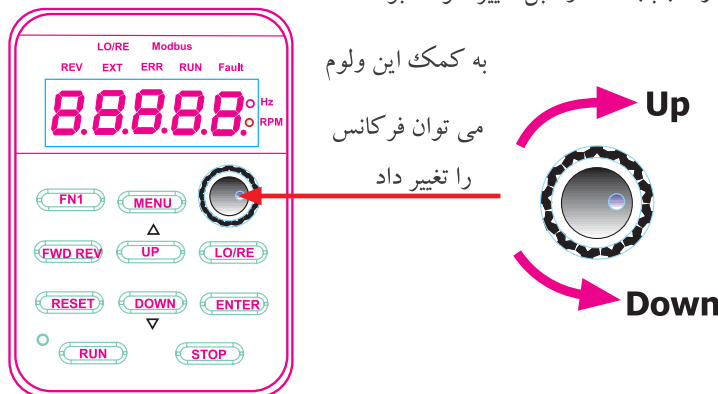 LO/RE Modbus
REV EXT ERR RUN Fault
8.8.8.8.8.
Hz
RPM
FN1 MENU
FWD REV UP LO/RE
RESET DOWN ENTER
RUN STOP
به کمک این ولوم
می توان فرکانس
را تغییر داد
Up
Down